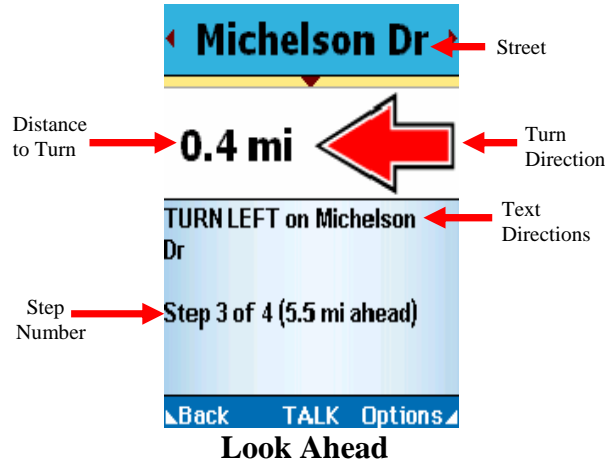 Michelson Dr
Street
Distance
to Turn
0.4 mi
Turn
Direction
TURN LEFT on Michelson
Dr
Text
Directions
Step
Number
Step 3 of 4 (5.5 mi ahead)
Back TALK Options
Look Ahead